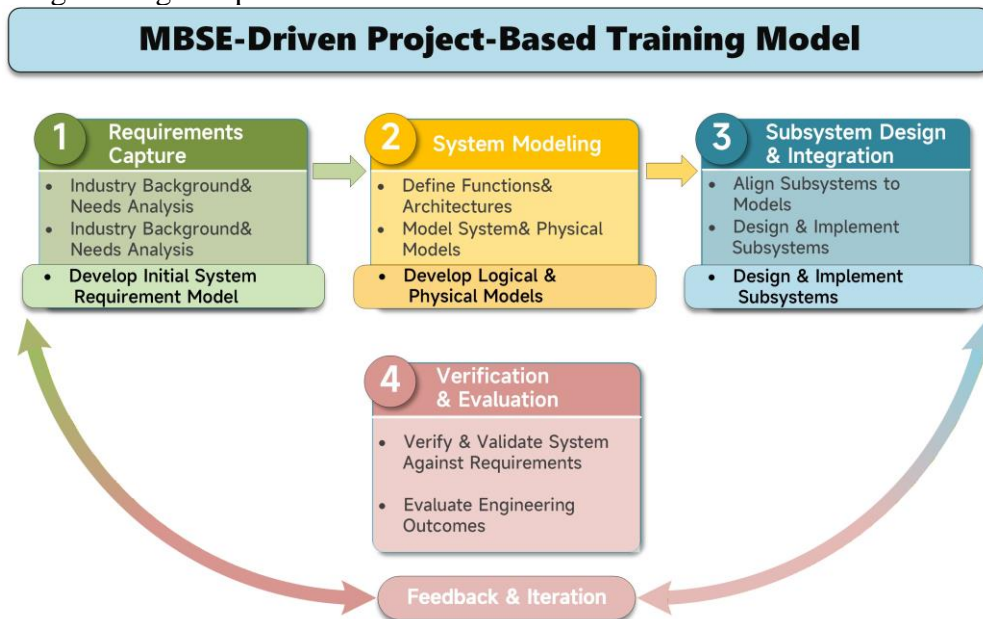 MBSE-Driven Project-Based Training Model
1
Requirements
Capture
• Industry Background&
Needs Analysis
• Industry Background&
Needs Analysis
• Develop Initial System
Requirement Model
2
System Modeling
• Define Functions&
Architectures
• Model System& Physical
Models
• Develop Logical &
Physical Models
3
Subsystem Design
& Integration
• Align Subsystems to
Models
• Design & Implement
Subsystems
• Design & Implement
Subsystems
4
Verification
& Evaluation
• Verify & Validate System
Against Requirements
• Evaluate Engineering
Outcomes
Feedback & Iteration